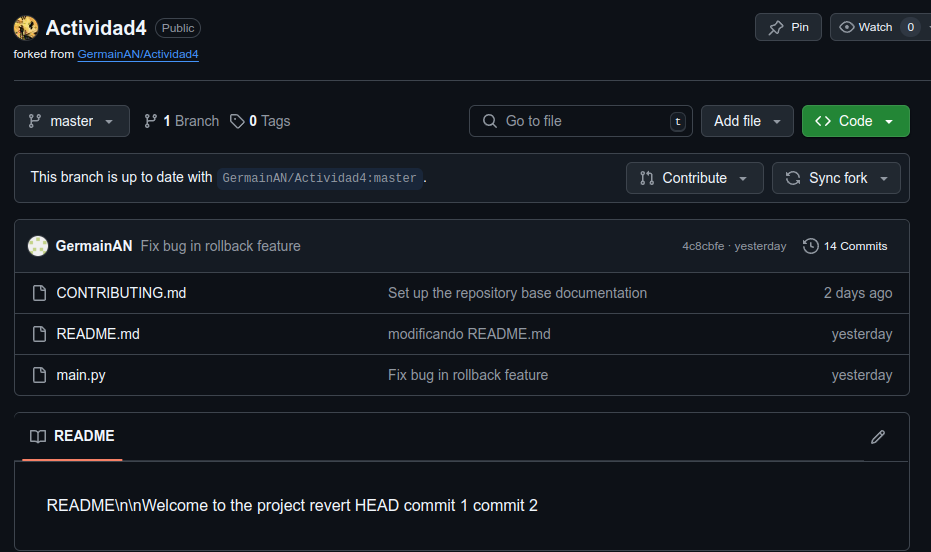 Actividad4 Public Pin Watch 0
forked from GermainAN/Actividad4
master 1 Branch 0 Tags Go to file t Add file Code
This branch is up to date with GermainAN/Actividad4:master . Contribute Sync fork
GermainAN Fix bug in rollback feature 4c8cbfe · yesterday 14 Commits
CONTRIBUTING.md Set up the repository base documentation 2 days ago
README.md modificando README.md yesterday
main.py Fix bug in rollback feature yesterday
README
README\n\nWelcome to the project revert HEAD commit 1 commit 2